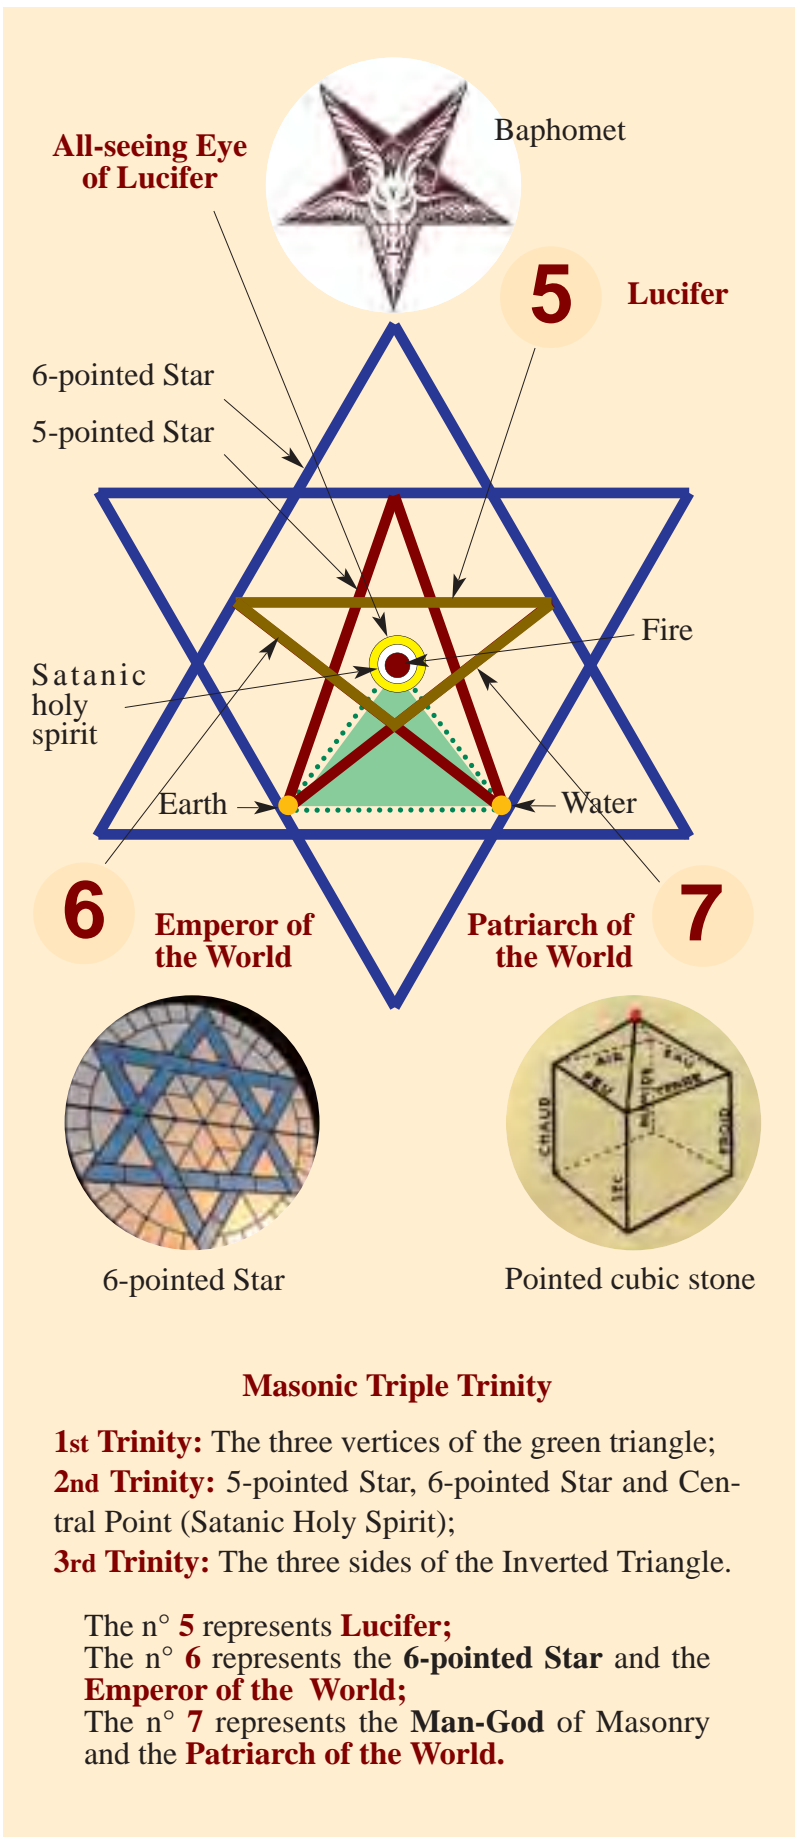 Baphomet
All-seeing Eye
of Lucifer
5
Lucifer
6-pointed Star
5-pointed Star
Fire
Satanic
holy
spirit
Earth
Water
6
Emperor of
the World
Patriarch of
the World
7
AIR
EAU
FEU
TERRE
CHAUD
HUMIDE
FROID
SEC
6-pointed Star
Pointed cubic stone
Masonic Triple Trinity
1st Trinity: The three vertices of the green triangle;
2nd Trinity: 5-pointed Star, 6-pointed Star and Cen-
tral Point (Satanic Holy Spirit);
3rd Trinity: The three sides of the Inverted Triangle.
The n° 5 represents Lucifer;
The n° 6 represents the 6-pointed Star and the
Emperor of the World;
The n° 7 represents the Man-God of Masonry
and the Patriarch of the World.